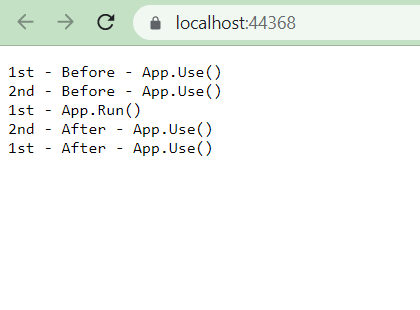 localhost:44368
1st - Before - App.Use()
2nd - Before - App.Use()
1st - App.Run()
2nd - After - App.Use()
1st - After - App.Use()